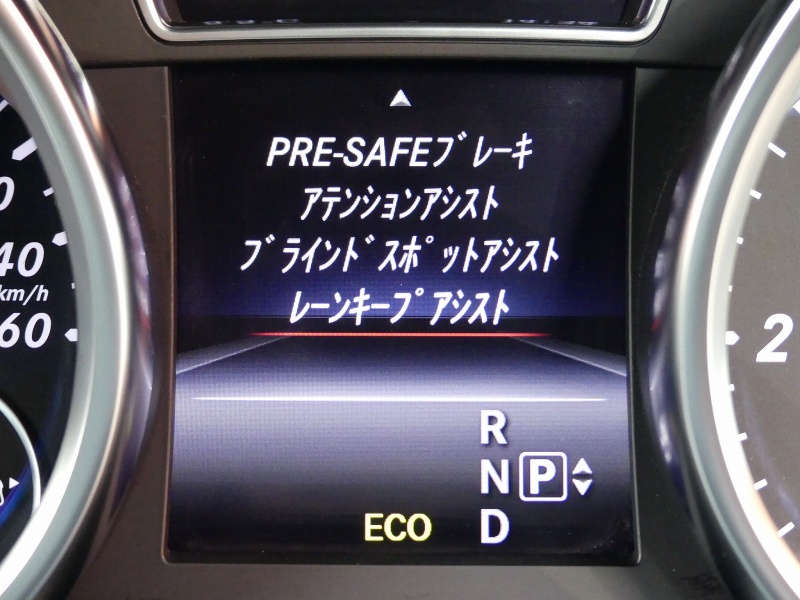 PRE-SAFEﾌﾞﾚｰｷ
ｱﾃﾝｼｮﾝｱｼｽﾄ
ﾌﾞﾗｲﾝﾄﾞｽﾎﾟｯﾄｱｼｽﾄ
ﾚｰﾝｷｰﾌﾟｱｼｽﾄ
40
km/h
60
2
R
N P
ECO D